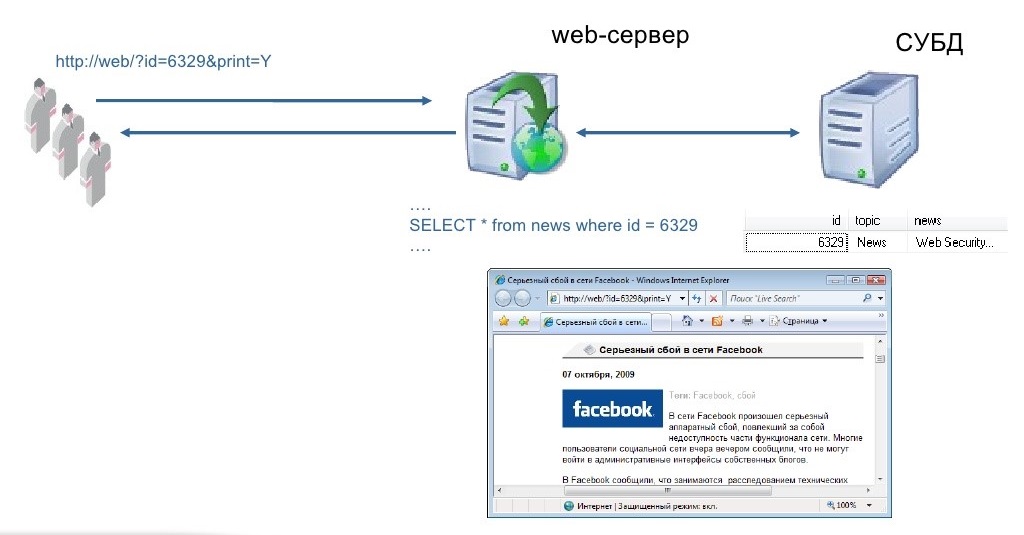 web-сервер
СУБД
http://web/?id=6329&print=Y
....
SELECT * from news where id = 6329
....
id topic news
6329 News Web Security...
Серьезный сбой в сети Facebook - Windows Internet Explorer
http://web/?id=6329&print=Y Поиск "Live Search"
Серьезный сбой в сети... Страница
Серьезный сбой в сети Facebook
07 октября, 2009
Теги: Facebook, сбой
facebook
В сети Facebook произошел серьезный
аппаратный сбой, повлекший за собой
недоступность части функционала сети. Многие
пользователи социальной сети вчера вечером сообщили, что не могут
войти в административные интерфейсы собственных блогов.
В Facebook сообщили, что занимаются расследованием технических
Интернет | Защищенный режим: вкл. 100%